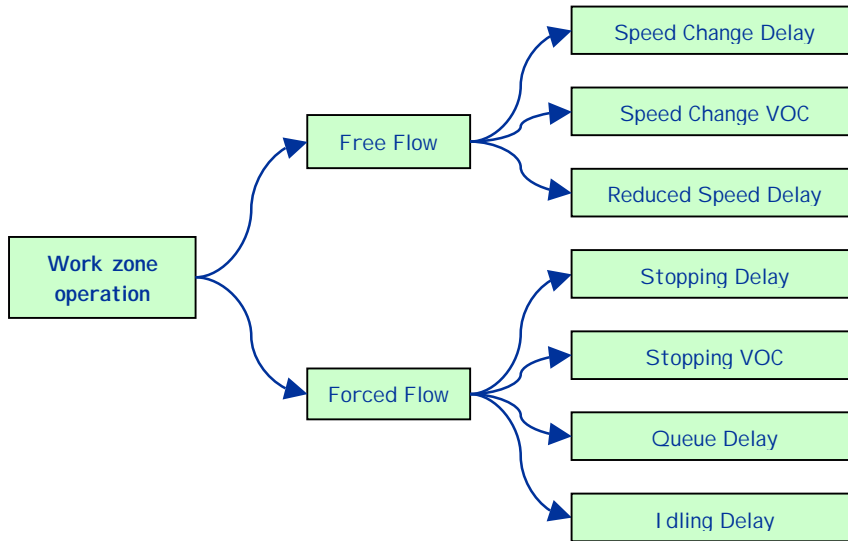 Speed Change Delay
Speed Change VOC
Free Flow
Reduced Speed Delay
Work zone
operation
Stopping Delay
Stopping VOC
Forced Flow
Queue Delay
Idling Delay